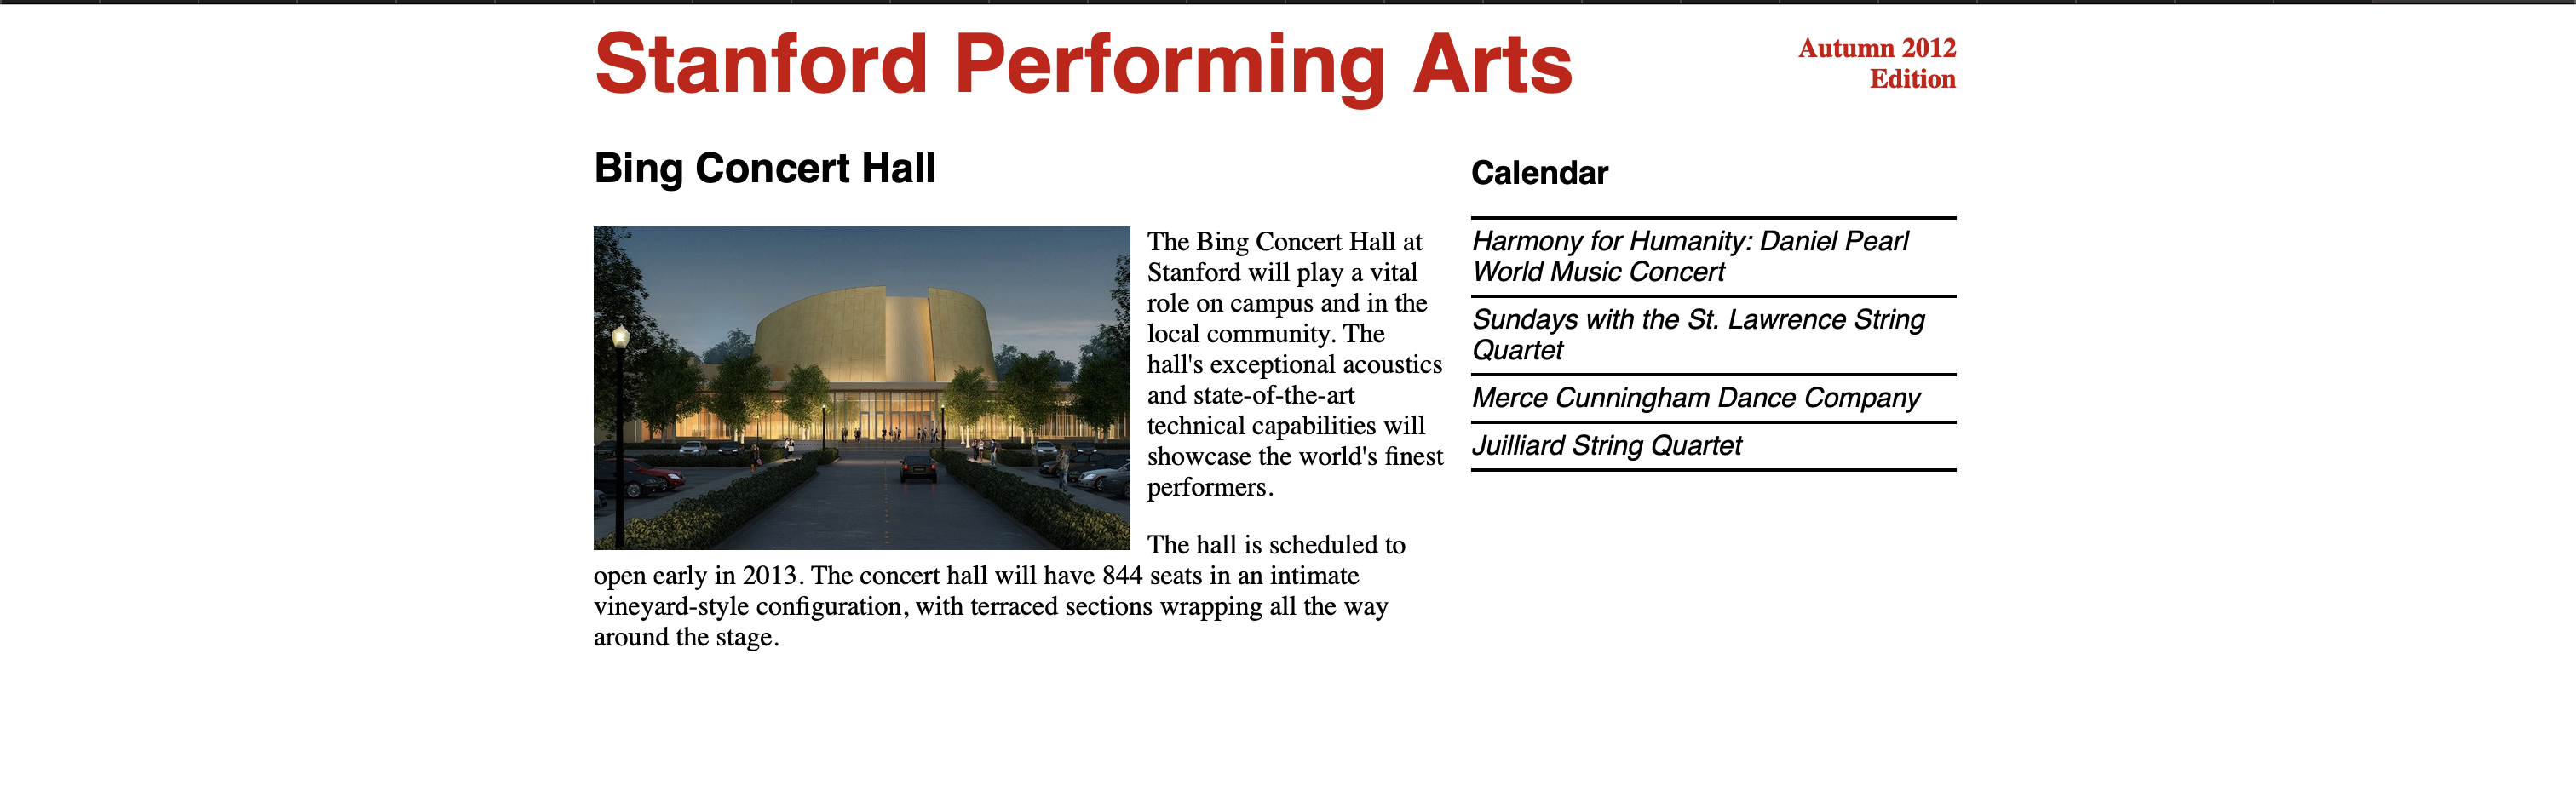 Stanford Performing Arts
Autumn 2012
Edition
Bing Concert Hall
The Bing Concert Hall at
Stanford will play a vital
role on campus and in the
local community. The
hall's exceptional acoustics
and state-of-the-art
technical capabilities will
showcase the world's finest
performers.
The hall is scheduled to
open early in 2013. The concert hall will have 844 seats in an intimate
vineyard-style configuration, with terraced sections wrapping all the way
around the stage.
Calendar
Harmony for Humanity: Daniel Pearl
World Music Concert
Sundays with the St. Lawrence String
Quartet
Merce Cunningham Dance Company
Juilliard String Quartet